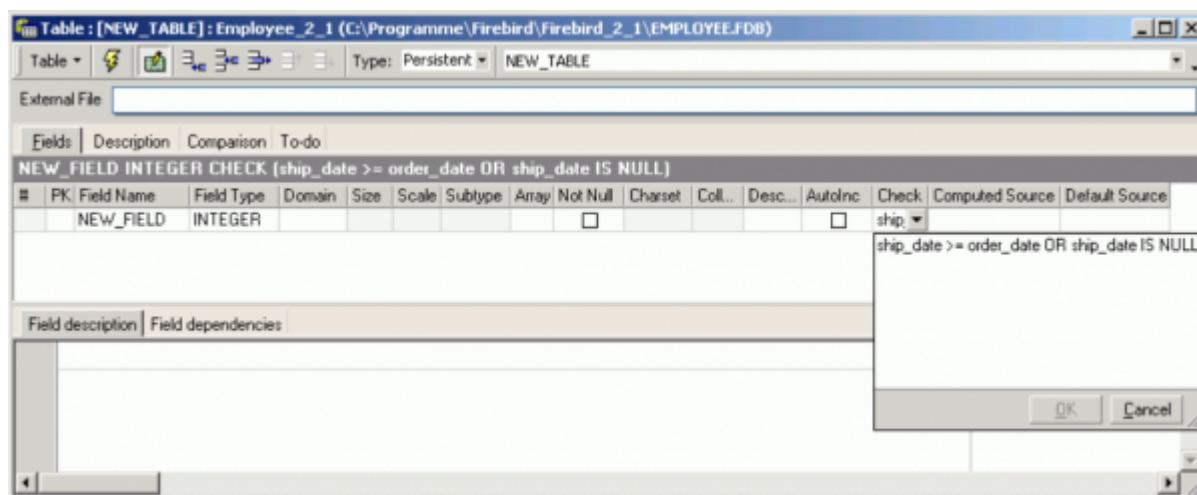 Table : [NEW_TABLE] : Employee_2_1 (C:\Programme\Firebird\Firebird_2_1\EMPLOYEE.FDB)
Table Type: Persistent NEW_TABLE
External File
Fields Description Comparison To-do
NEW_FIELD INTEGER CHECK (ship_date >= order_date OR ship_date IS NULL)
# PK Field Name Field Type Domain Size Scale Subtype Array Not Null Charset Coll... Desc... AutoInc Check Computed Source Default Source
NEW_FIELD INTEGER ship_
ship_date >= order_date OR ship_date IS NULL
Field description Field dependencies
OK Cancel